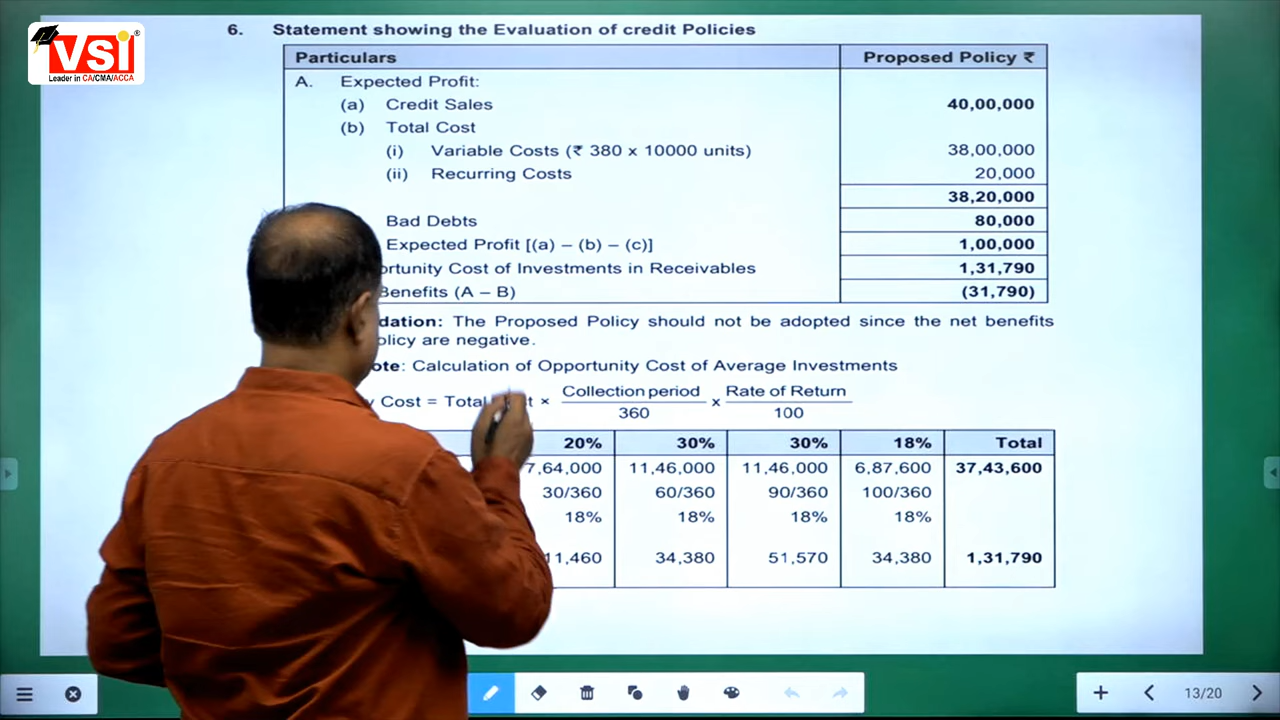 VSI
Leader in CA/CMA/ACCA
6. Statement showing the Evaluation of credit Policies
Particulars Proposed Policy ₹
A. Expected Profit:
(a) Credit Sales 40,00,000
(b) Total Cost
(i) Variable Costs (₹ 380 x 10000 units) 38,00,000
(ii) Recurring Costs 20,000
38,20,000
Bad Debts 80,000
Expected Profit [(a) – (b) – (c)] 1,00,000
Cost of Investments in Receivables 1,31,790
Benefits (A – B) (31,790)
The Proposed Policy should not be adopted since the net benefits
are negative.
: Calculation of Opportunity Cost of Average Investments
Cost = × Collection period / 360 x Rate of Return / 100
20% 30% 30% 18% Total
7,64,000 11,46,000 11,46,000 6,87,600 37,43,600
30/360 60/360 90/360 100/360
18% 18% 18% 18%
11,460 34,380 51,570 34,380 1,31,790
13/20